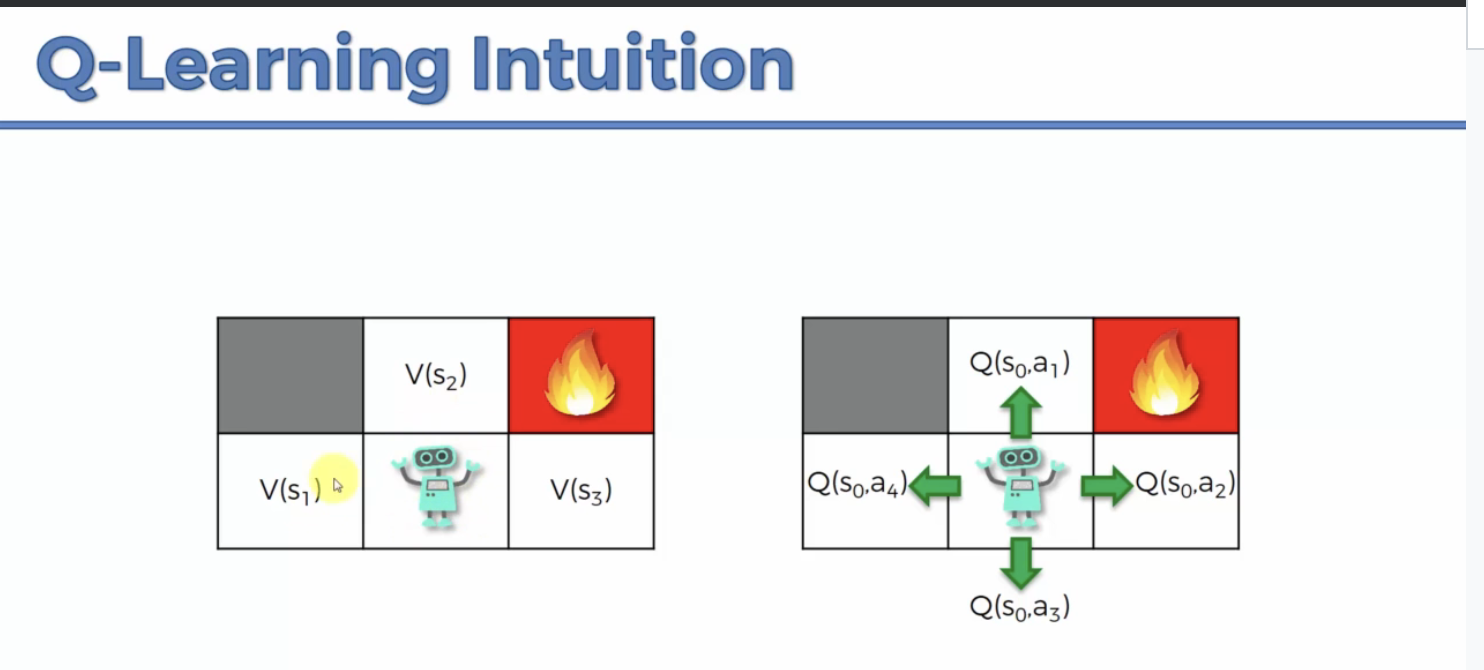 Q-Learning Intuition
V(s₂)
V(s₁)
V(s₃)
Q(s₀,a₁)
Q(s₀,a₄)
Q(s₀,a₂)
Q(s₀,a₃)